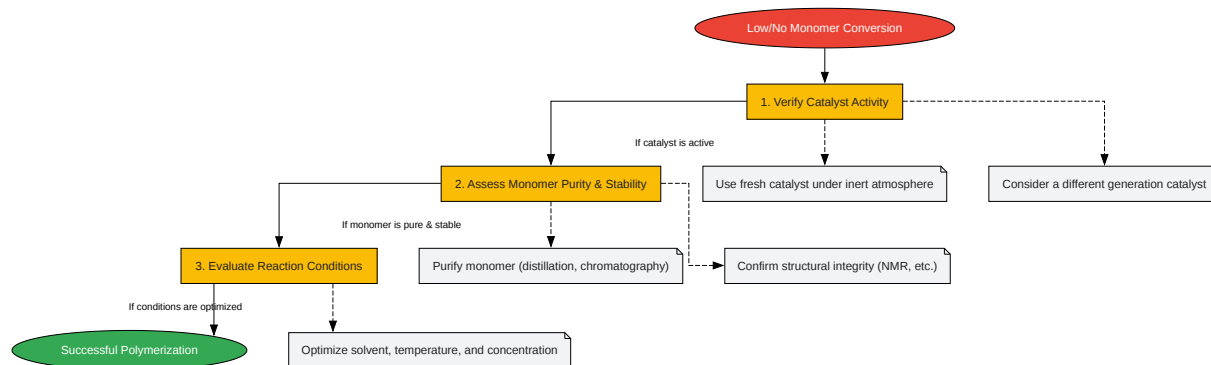 Low/No Monomer Conversion
1. Verify Catalyst Activity
If catalyst is active
2. Assess Monomer Purity & Stability
Use fresh catalyst under inert atmosphere
Consider a different generation catalyst
If monomer is pure & stable
3. Evaluate Reaction Conditions
Purify monomer (distillation, chromatography)
Confirm structural integrity (NMR, etc.)
If conditions are optimized
Successful Polymerization
Optimize solvent, temperature, and concentration